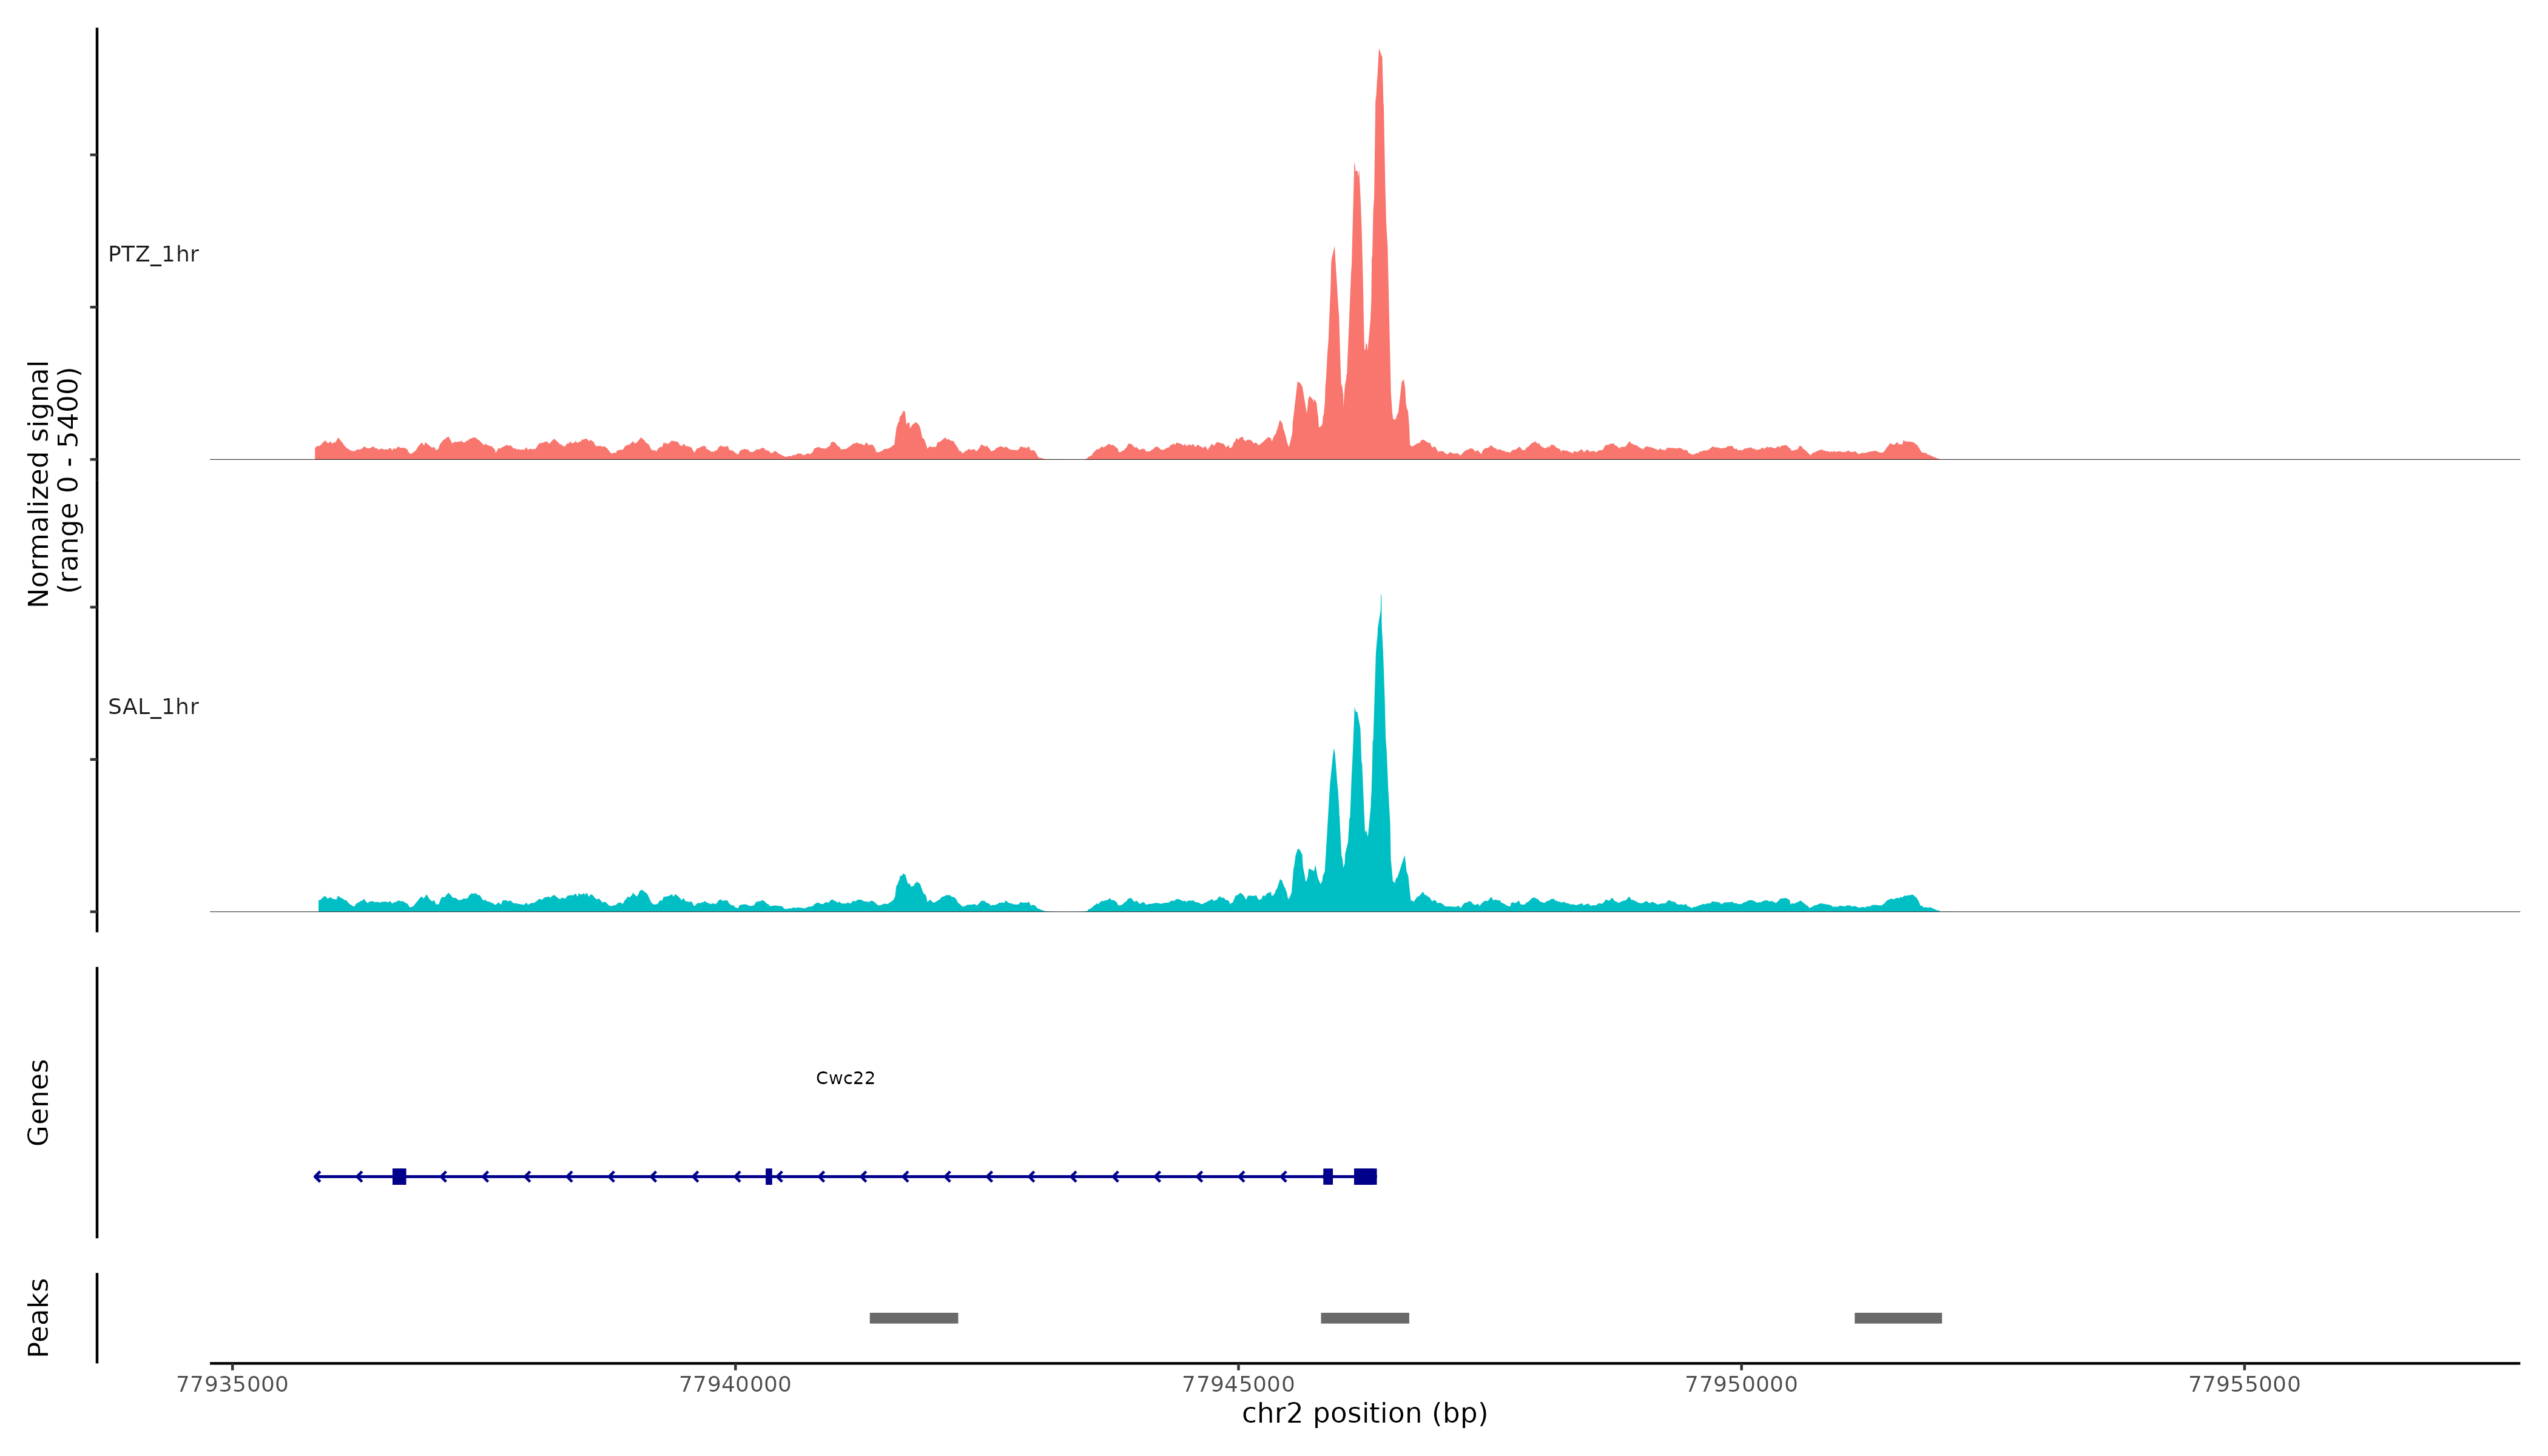 Normalized signal
(range 0 - 5400)
PTZ_1hr
SAL_1hr
Genes
Cwc22
Peaks
77935000
77940000
77945000
77950000
77955000
chr2 position (bp)